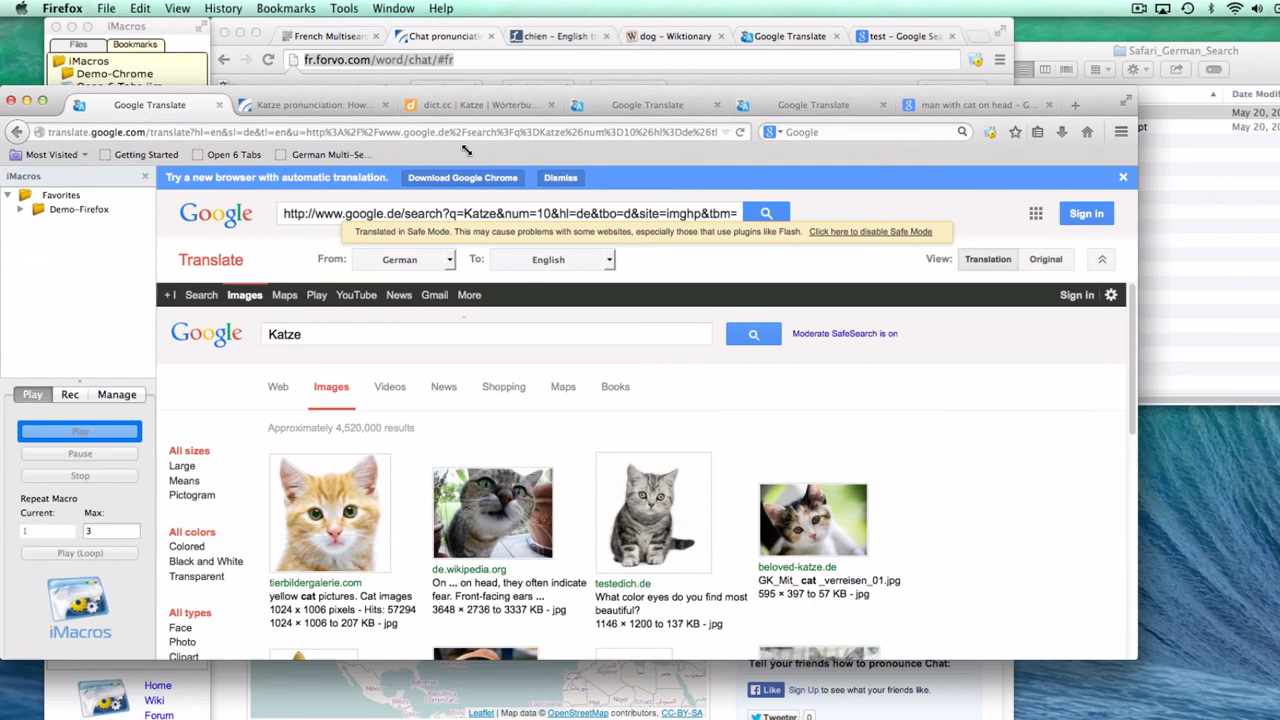 Firefox File Edit View History Bookmarks Tools Window Help
iMacros
Files Bookmarks
iMacros
Demo-Chrome
French Multisearc
Chat pronunciatio
chien – English t
dog - Wiktionary
Google Translate
test - Google Sea
fr.forvo.com/word/chat/#fr
Safari_German_Search
Date Modi
May 20, 20
May 20, 20
Google Translate
Katze pronunciation: How...
dict.cc | Katze | Wörterbu...
Google Translate
Google Translate
man with cat on head – G...
translate.google.com/translate?hl=en&sl=de&tl=en&u=http%3A%2F%2Fwww.google.de%2Fsearch%3Fq%3DKatze%26num%3D10%26hl%3Dde%26t
Google
Most Visited
Getting Started
Open 6 Tabs
German Multi-Se...
iMacros
Favorites
Demo-Firefox
Try a new browser with automatic translation. Download Google Chrome Dismiss
Google
http://www.google.de/search?q=Katze&num=10&hl=de&tbo=d&site=imghp&tbm=
Sign in
Translated in Safe Mode. This may cause problems with some websites, especially those that use plugins like Flash. Click here to disable Safe Mode
Translate From: German To: English View: Translation Original
Search Images Maps Play YouTube News Gmail More Sign in
Google
Katze
Moderate SafeSearch is on
Web Images Videos News Shopping Maps Books
Approximately 4,520,000 results
All sizes
Large
Means
Pictogram
All colors
Colored
Black and White
Transparent
All types
Face
Photo
Clipart
tierbildergalerie.com
yellow cat pictures. Cat images
1024 x 1006 pixels - Hits: 57294
1024 × 1006 to 207 KB - jpg
de.wikipedia.org
On ... on head, they often indicate
fear. Front-facing ears ...
3648 × 2736 to 3337 KB - jpg
testedich.de
What color eyes do you find most
beautiful?
1146 × 1200 to 137 KB - jpg
beloved-katze.de
GK_Mit_ cat _verreisen_01.jpg
595 × 397 to 57 KB - jpg
Play Rec Manage
Play
Pause
Stop
Repeat Macro
Current: Max:
1 3
Play (Loop)
iMacros
Home
Wiki
Forum
Leaflet | Map data © OpenStreetMap contributors, CC-BY-SA
Tell your friends how to pronounce Chat:
Like Sign Up to see what your friends like.
Tweeter 0